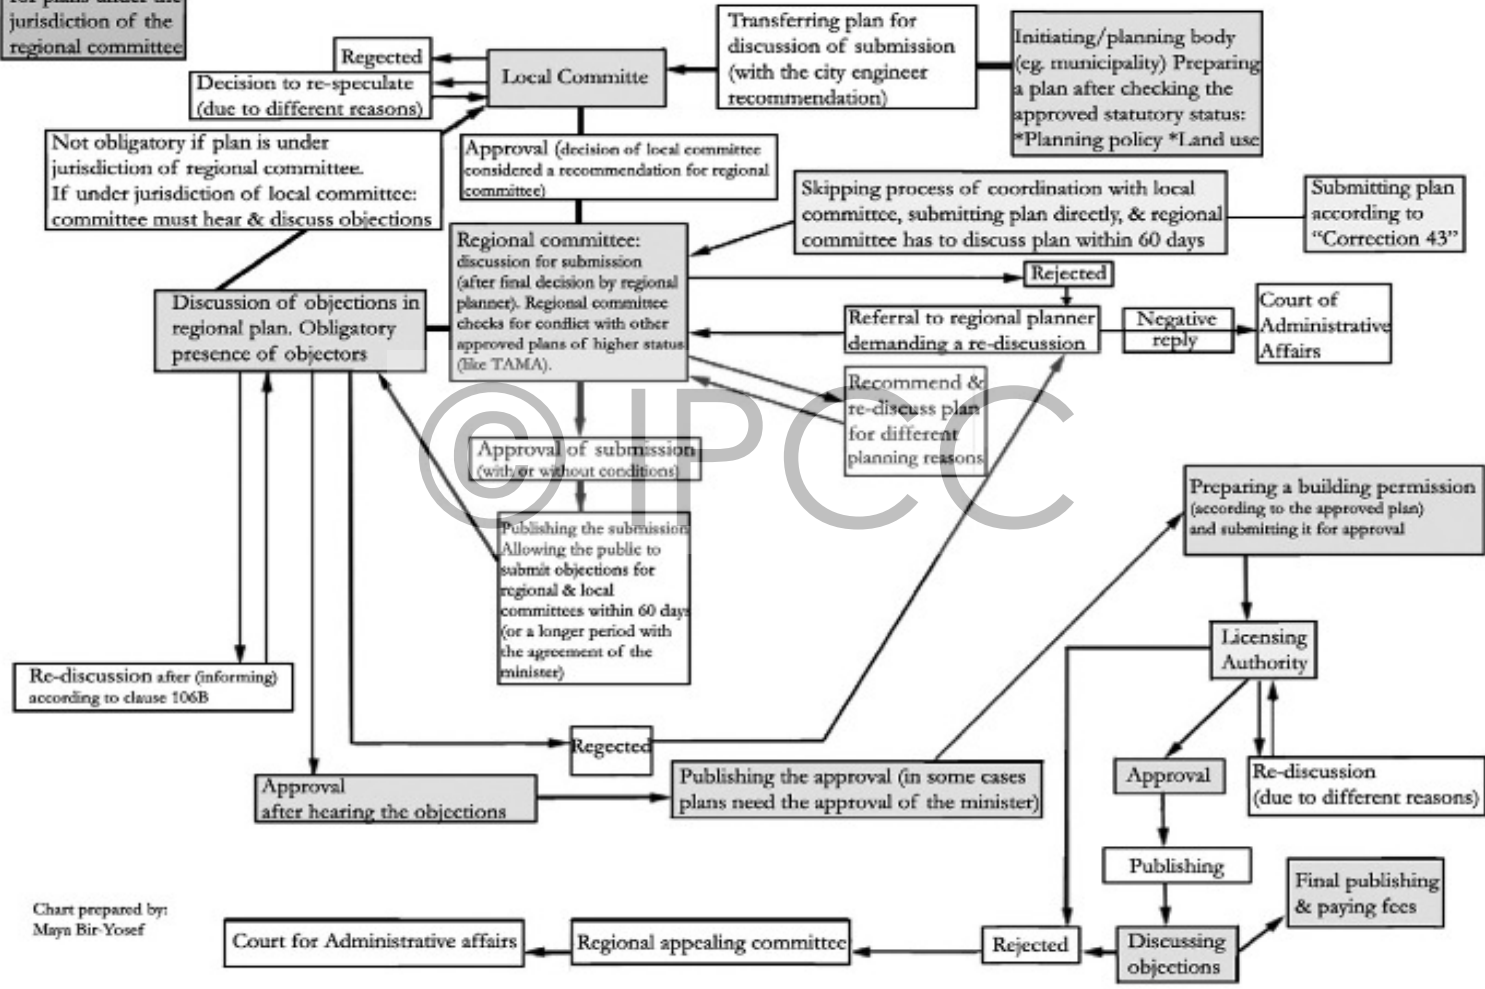 for plans under the
jurisdiction of the
regional committee
Regected
Decision to re-speculate
(due to different reasons)
Local Committe
Transferring plan for
discussion of submission
(with the city engineer
recommendation)
Initiating/planning body
(eg. municipality) Preparing
a plan after checking the
approved statutory status:
*Planning policy *Land use
Not obligatory if plan is under
jurisdiction of regional committee.
If under jurisdiction of local committee:
committee must hear & discuss objections
Approval (decision of local committee
considered a recommendation for regional
committee)
Skipping process of coordination with local
committee, submitting plan directly, & regional
committee has to discuss plan within 60 days
Submitting plan
according to
“Correction 43”
Regional committee:
discussion for submission
(after final decision by regional
planner). Regional committee
checks for conflict with other
approved plans of higher status
(like TAMA).
Rejected
Discussion of objections in
regional plan. Obligatory
presence of objectors
Referral to regional planner
demanding a re-discussion
Negative
reply
Court of
Administrative
Affairs
Recommend &
re-discuss plan
for different
planning reasons
© IPCC
Approval of submission
(with/or without conditions)
Publishing the submission
Allowing the public to
submit objections for
regional & local
committees within 60 days
(or a longer period with
the agreement of the
minister)
Preparing a building permission
(according to the approved plan)
and submitting it for approval
Licensing
Authority
Re-discussion after (informing)
according to clause 106B
Regected
Approval
after hearing the objections
Publishing the approval (in some cases
plans need the approval of the minister)
Approval
Re-discussion
(due to different reasons)
Publishing
Final publishing
& paying fees
Chart prepared by:
Maya Bir-Yosef
Court for Administrative affairs
Regional appealing committee
Rejected
Discussing
objections